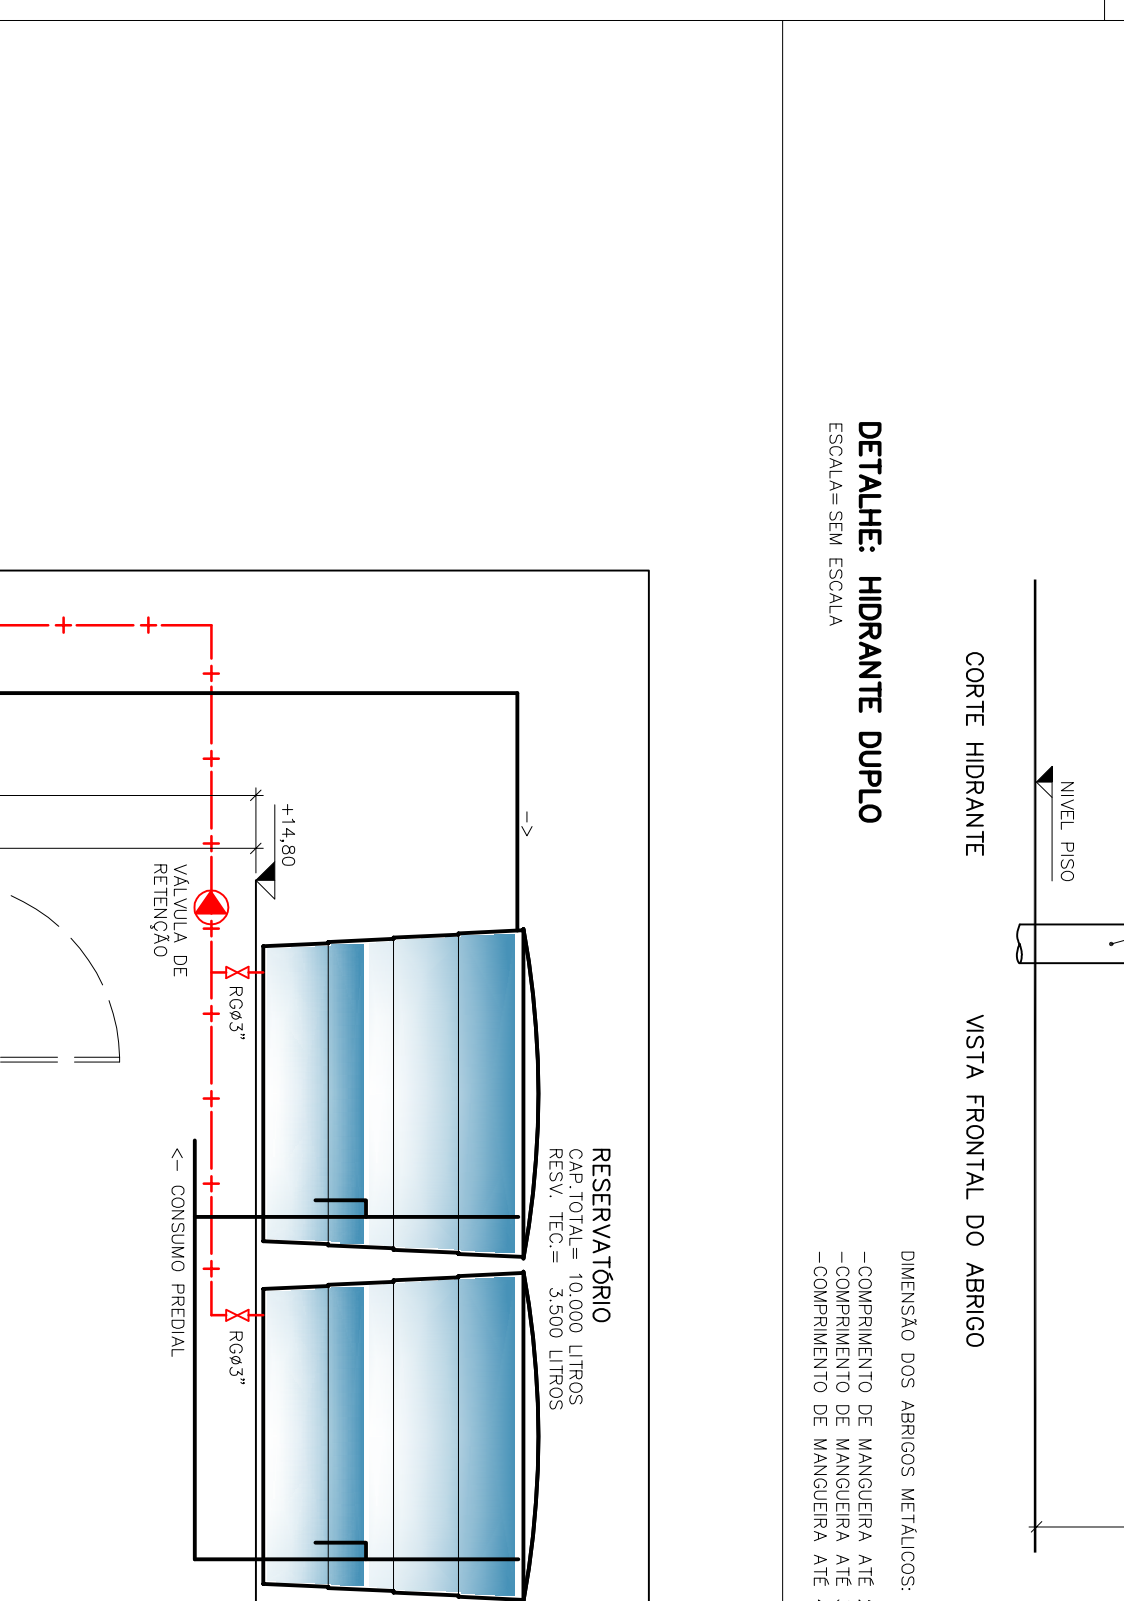 DETALHE: HIDRANTE DUPLO
ESCALA= SEM ESCALA
CORTE HIDRANTE
NIVEL PISO
VISTA FRONTAL DO ABRIGO
DIMENSÃO DOS ABRIGOS METÁLICOS:
-COMPRIMENTO DE MANGUEIRA ATÉ
-COMPRIMENTO DE MANGUEIRA ATÉ
-COMPRIMENTO DE MANGUEIRA ATÉ
->
+14,80
VÁLVULA DE
RETENÇÃO
RGø3"
RESERVATÓRIO
CAP.TOTAL= 10.000 LITROS
RESV. TEC.= 3.500 LITROS
<- CONSUMO PREDIAL
RGø3"